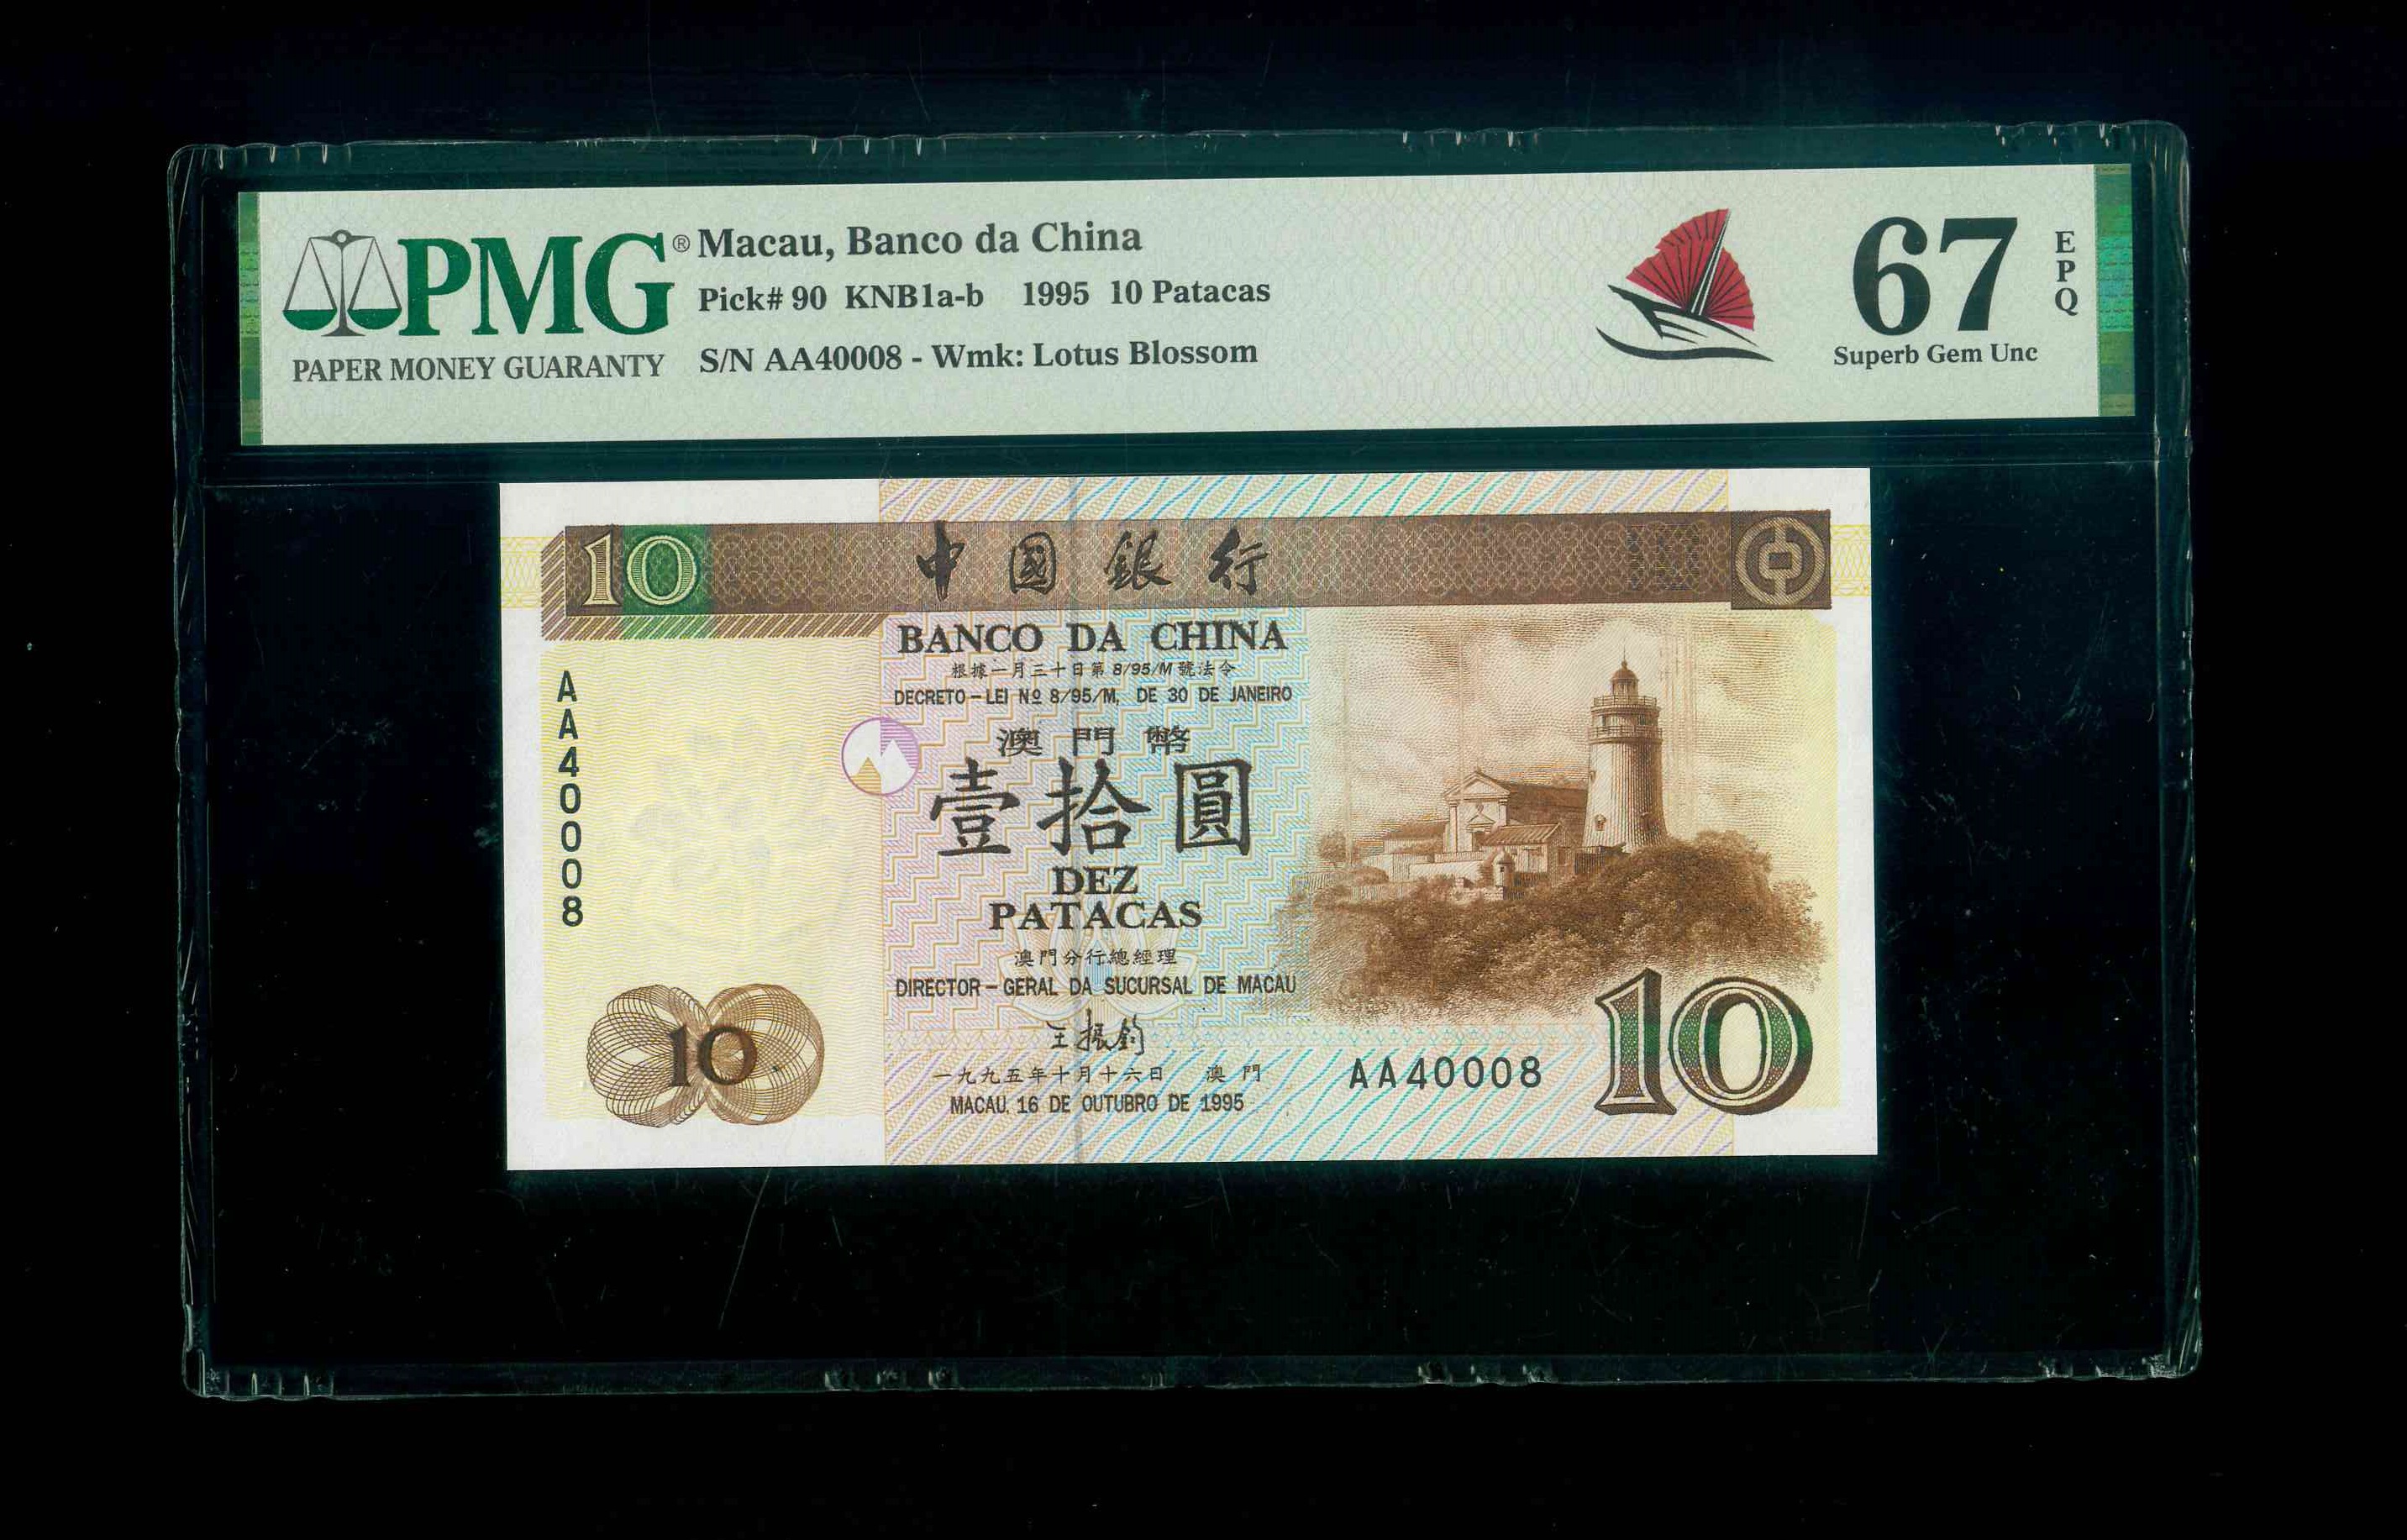 PMG®
PAPER MONEY GUARANTY
Macau, Banco da China
Pick# 90 KNB1a-b 1995 10 Patacas
S/N AA40008 - Wmk: Lotus Blossom
67
EPQ
Superb Gem Unc
10
中國銀行
BANCO DA CHINA
根據一月三十日第 8/95/M 號法令
DECRETO-LEI Nº 8/95/M, DE 30 DE JANEIRO
AA40008
澳門幣
壹拾圓
DEZ
PATACAS
澳門分行總經理
DIRECTOR-GERAL DA SUCURSAL DE MACAU
王振鈞
10
一九九五年十月十六日 澳門
MACAU, 16 DE OUTUBRO DE 1995
AA40008
10